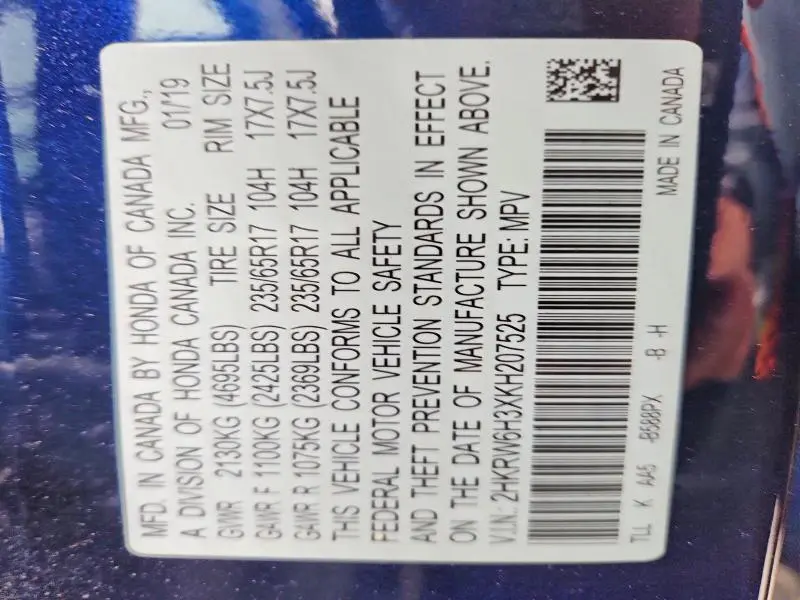 MFD. IN CANADA BY HONDA OF CANADA MFG.,
A DIVISION OF HONDA CANADA INC. 01/19
GVWR 2130KG (4695LBS) TIRE SIZE RIM SIZE
GAWR F 1100KG (2425LBS) 235/65R17 104H 17X7.5J
GAWR R 1075KG (2369LBS) 235/65R17 104H 17X7.5J
THIS VEHICLE CONFORMS TO ALL APPLICABLE
FEDERAL MOTOR VEHICLE SAFETY
AND THEFT PREVENTION STANDARDS IN EFFECT
ON THE DATE OF MANUFACTURE SHOWN ABOVE.
V.I.N.: 2HKRW6H3XKH207525 TYPE: MPV
TLL K AA5 -B588PX -B -H
MADE IN CANADA